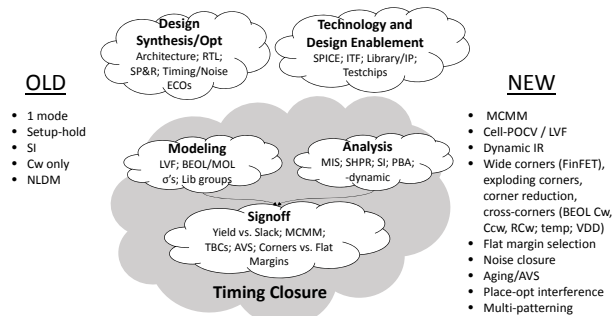 Design
Synthesis/Opt
Architecture; RTL;
SP&R; Timing/Noise
ECOs
Technology and
Design Enablement
SPICE; ITF; Library/IP;
Testchips
OLD
• 1 mode
• Setup-hold
• SI
• Cw only
• NLDM
Modeling
LVF; BEOL/MOL
σ's; Lib groups
Analysis
MIS; SHPR; SI; PBA;
-dynamic
Signoff
Yield vs. Slack; MCMM;
TBCs; AVS; Corners vs. Flat
Margins
Timing Closure
NEW
• MCMM
• Cell-POCV / LVF
• Dynamic IR
• Wide corners (FinFET),
exploding corners,
corner reduction,
cross-corners (BEOL Cw,
Ccw, RCw; temp; VDD)
• Flat margin selection
• Noise closure
• Aging/AVS
• Place-opt interference
• Multi-patterning